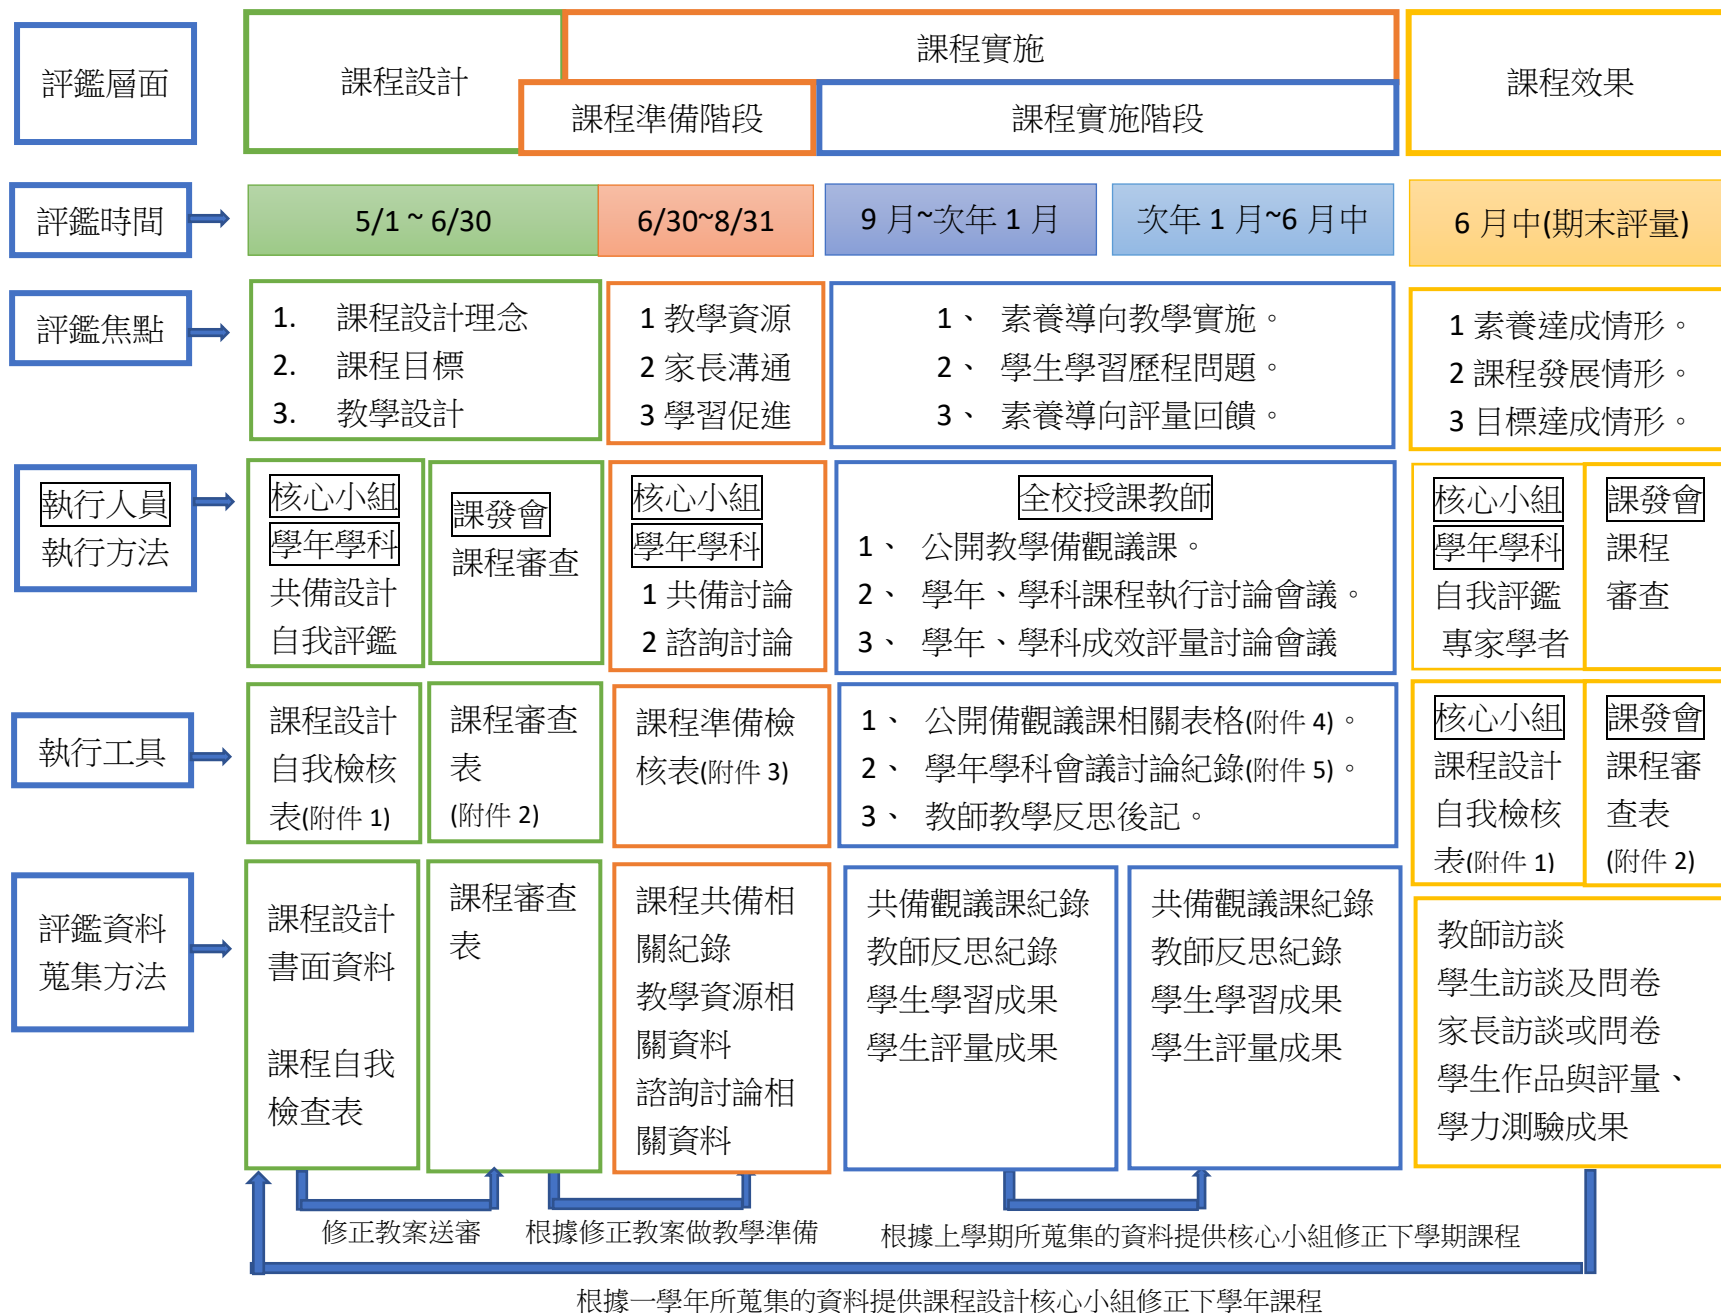 評鑑層面
課程設計
課程實施
課程準備階段
課程實施階段
課程效果
評鑑時間
5/1 ~ 6/30
6/30~8/31
9 月~次年 1 月
次年 1 月~6 月中
6 月中(期末評量)
評鑑焦點
1. 課程設計理念
2. 課程目標
3. 教學設計
1 教學資源
2 家長溝通
3 學習促進
1、 素養導向教學實施。
2、 學生學習歷程問題。
3、 素養導向評量回饋。
1 素養達成情形。
2 課程發展情形。
3 目標達成情形。
執行人員
執行方法
核心小組
學年學科
共備設計
自我評鑑
課發會
課程審查
核心小組
學年學科
1 共備討論
2 諮詢討論
全校授課教師
1、 公開教學備觀議課。
2、 學年、學科課程執行討論會議。
3、 學年、學科成效評量討論會議
核心小組
學年學科
自我評鑑
專家學者
課發會
課程
審查
執行工具
課程設計
自我檢核
表(附件 1)
課程審查
表
(附件 2)
課程準備檢
核表(附件 3)
1、 公開備觀議課相關表格(附件 4)。
2、 學年學科會議討論紀錄(附件 5)。
3、 教師教學反思後記。
核心小組
課程設計
自我檢核
表(附件 1)
課發會
課程審
查表
(附件 2)
評鑑資料
蒐集方法
課程設計
書面資料
課程自我
檢查表
課程審查
表
課程共備相
關紀錄
教學資源相
關資料
諮詢討論相
關資料
共備觀議課紀錄
教師反思紀錄
學生學習成果
學生評量成果
共備觀議課紀錄
教師反思紀錄
學生學習成果
學生評量成果
教師訪談
學生訪談及問卷
家長訪談或問卷
學生作品與評量、
學力測驗成果
修正教案送審
根據修正教案做教學準備
根據上學期所蒐集的資料提供核心小組修正下學期課程
根據一學年所蒐集的資料提供課程設計核心小組修正下學年課程